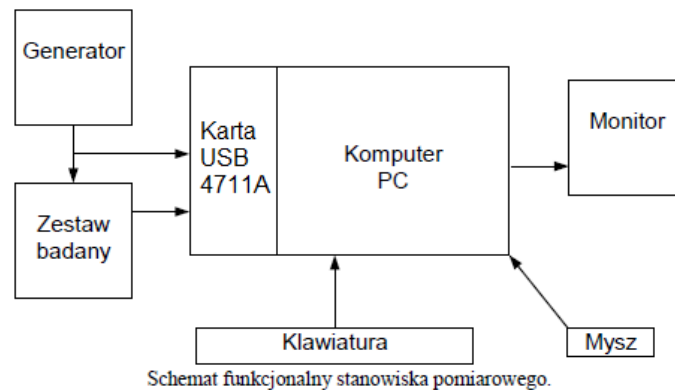 Generator
Karta
USB
4711A
Komputer
PC
Monitor
Zestaw
badany
Klawiatura
Mysz
Schemat funkcjonalny stanowiska pomiarowego.